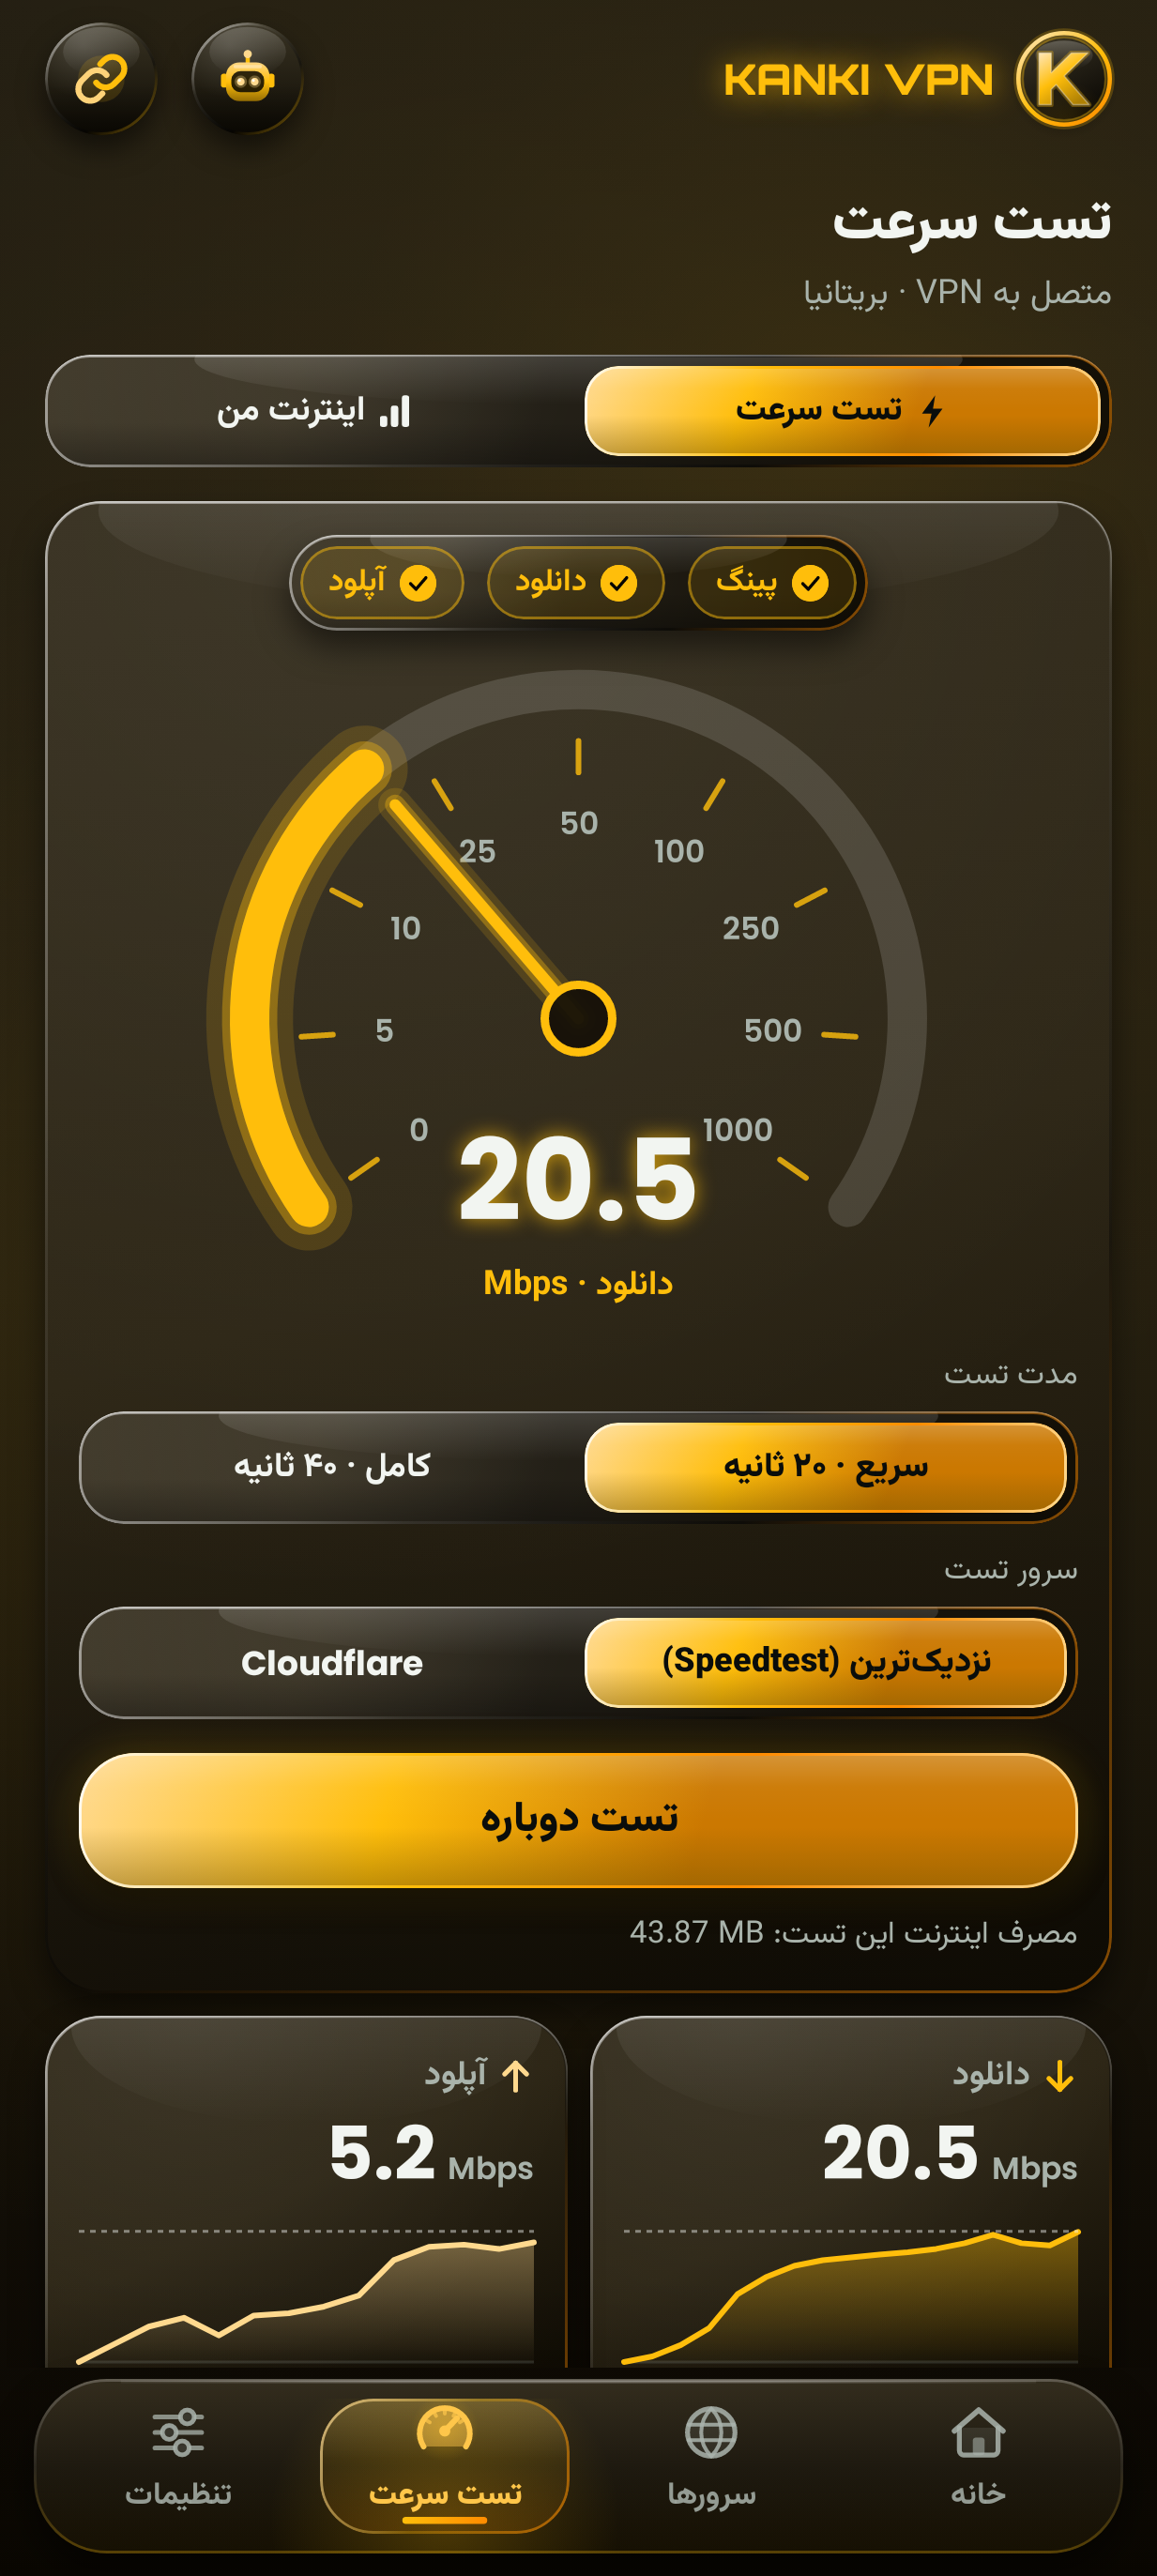 KANKI VPN
تست سرعت
متصل به VPN · بریتانیا
تست سرعت
اینترنت من
پینگ
دانلود
آپلود
50
25
100
10
250
5
500
0
1000
20.5
دانلود · Mbps
مدت تست
سریع · ۲۰ ثانیه
کامل · ۴۰ ثانیه
سرور تست
نزدیک‌ترین (Speedtest)
Cloudflare
تست دوباره
مصرف اینترنت این تست: 43.87 MB
دانلود
20.5 Mbps
آپلود
5.2 Mbps
خانه
سرورها
تست سرعت
تنظیمات